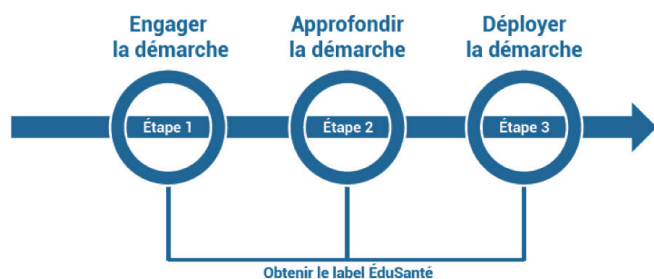 Engager
la démarche
Approfondir
la démarche
Déployer
la démarche
Étape 1
Étape 2
Étape 3
Obtenir le label ÉduSanté